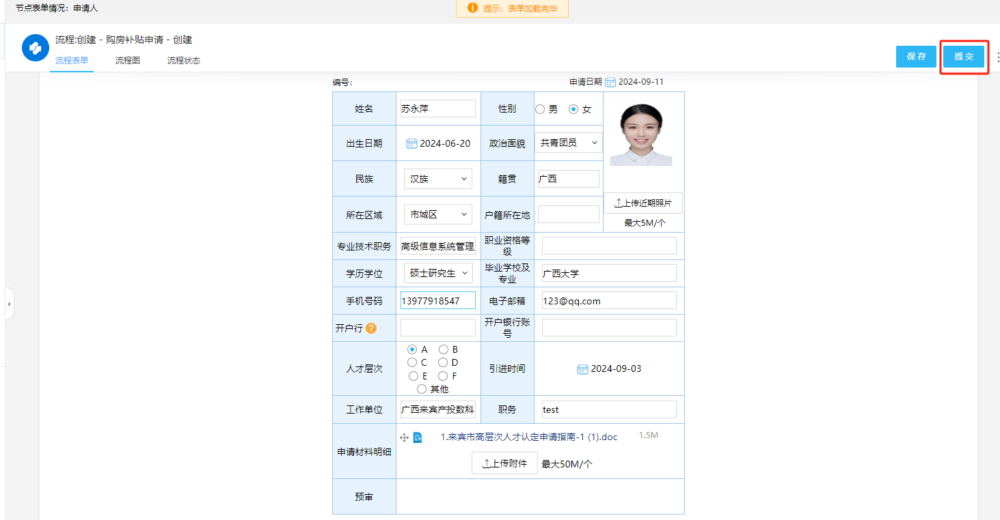 节点表单情况：申请人
提示：表单加载完毕
流程:创建 - 购房补贴申请 - 创建
流程表单 流程图 流程状态
保 存 提 交
编号： 申请日期 2024-09-11
姓名 苏永萍 性别 男 女
出生日期 2024-06-20 政治面貌 共青团员
民族 汉族 籍贯 广西
上传近期照片
最大5M/个
所在区域 市城区 户籍所在地
专业技术职务 高级信息系统管理 职业资格等
级
学历学位 硕士研究生 毕业学校及
专业 广西大学
手机号码 13977918547 电子邮箱 123@qq.com
开户行 ? 开户银行账
号
人才层次 A B
C D
E F
其他
引进时间 2024-09-03
工作单位 广西来宾产投数科 职务 test
申请材料明细 1.来宾市高层次人才认定申请指南-1 (1).doc 1.5M
上传附件 最大50M/个
预审